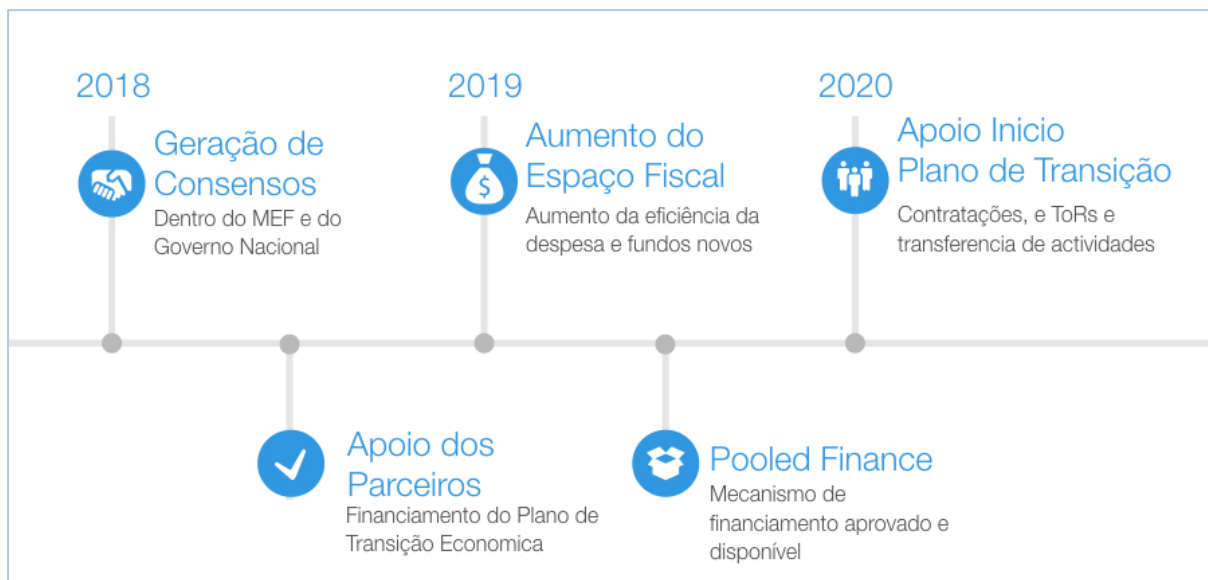 2018
Geração de
Consensos
Dentro do MEF e do
Governo Nacional
2019
Aumento do
Espaço Fiscal
Aumento da eficiência da
despesa e fundos novos
2020
Apoio Inicio
Plano de Transição
Contratações, e ToRs e
transferencia de actividades
Apoio dos
Parceiros
Financiamento do Plano de
Transição Economica
Pooled Finance
Mecanismo de
financiamento aprovado e
disponível
$